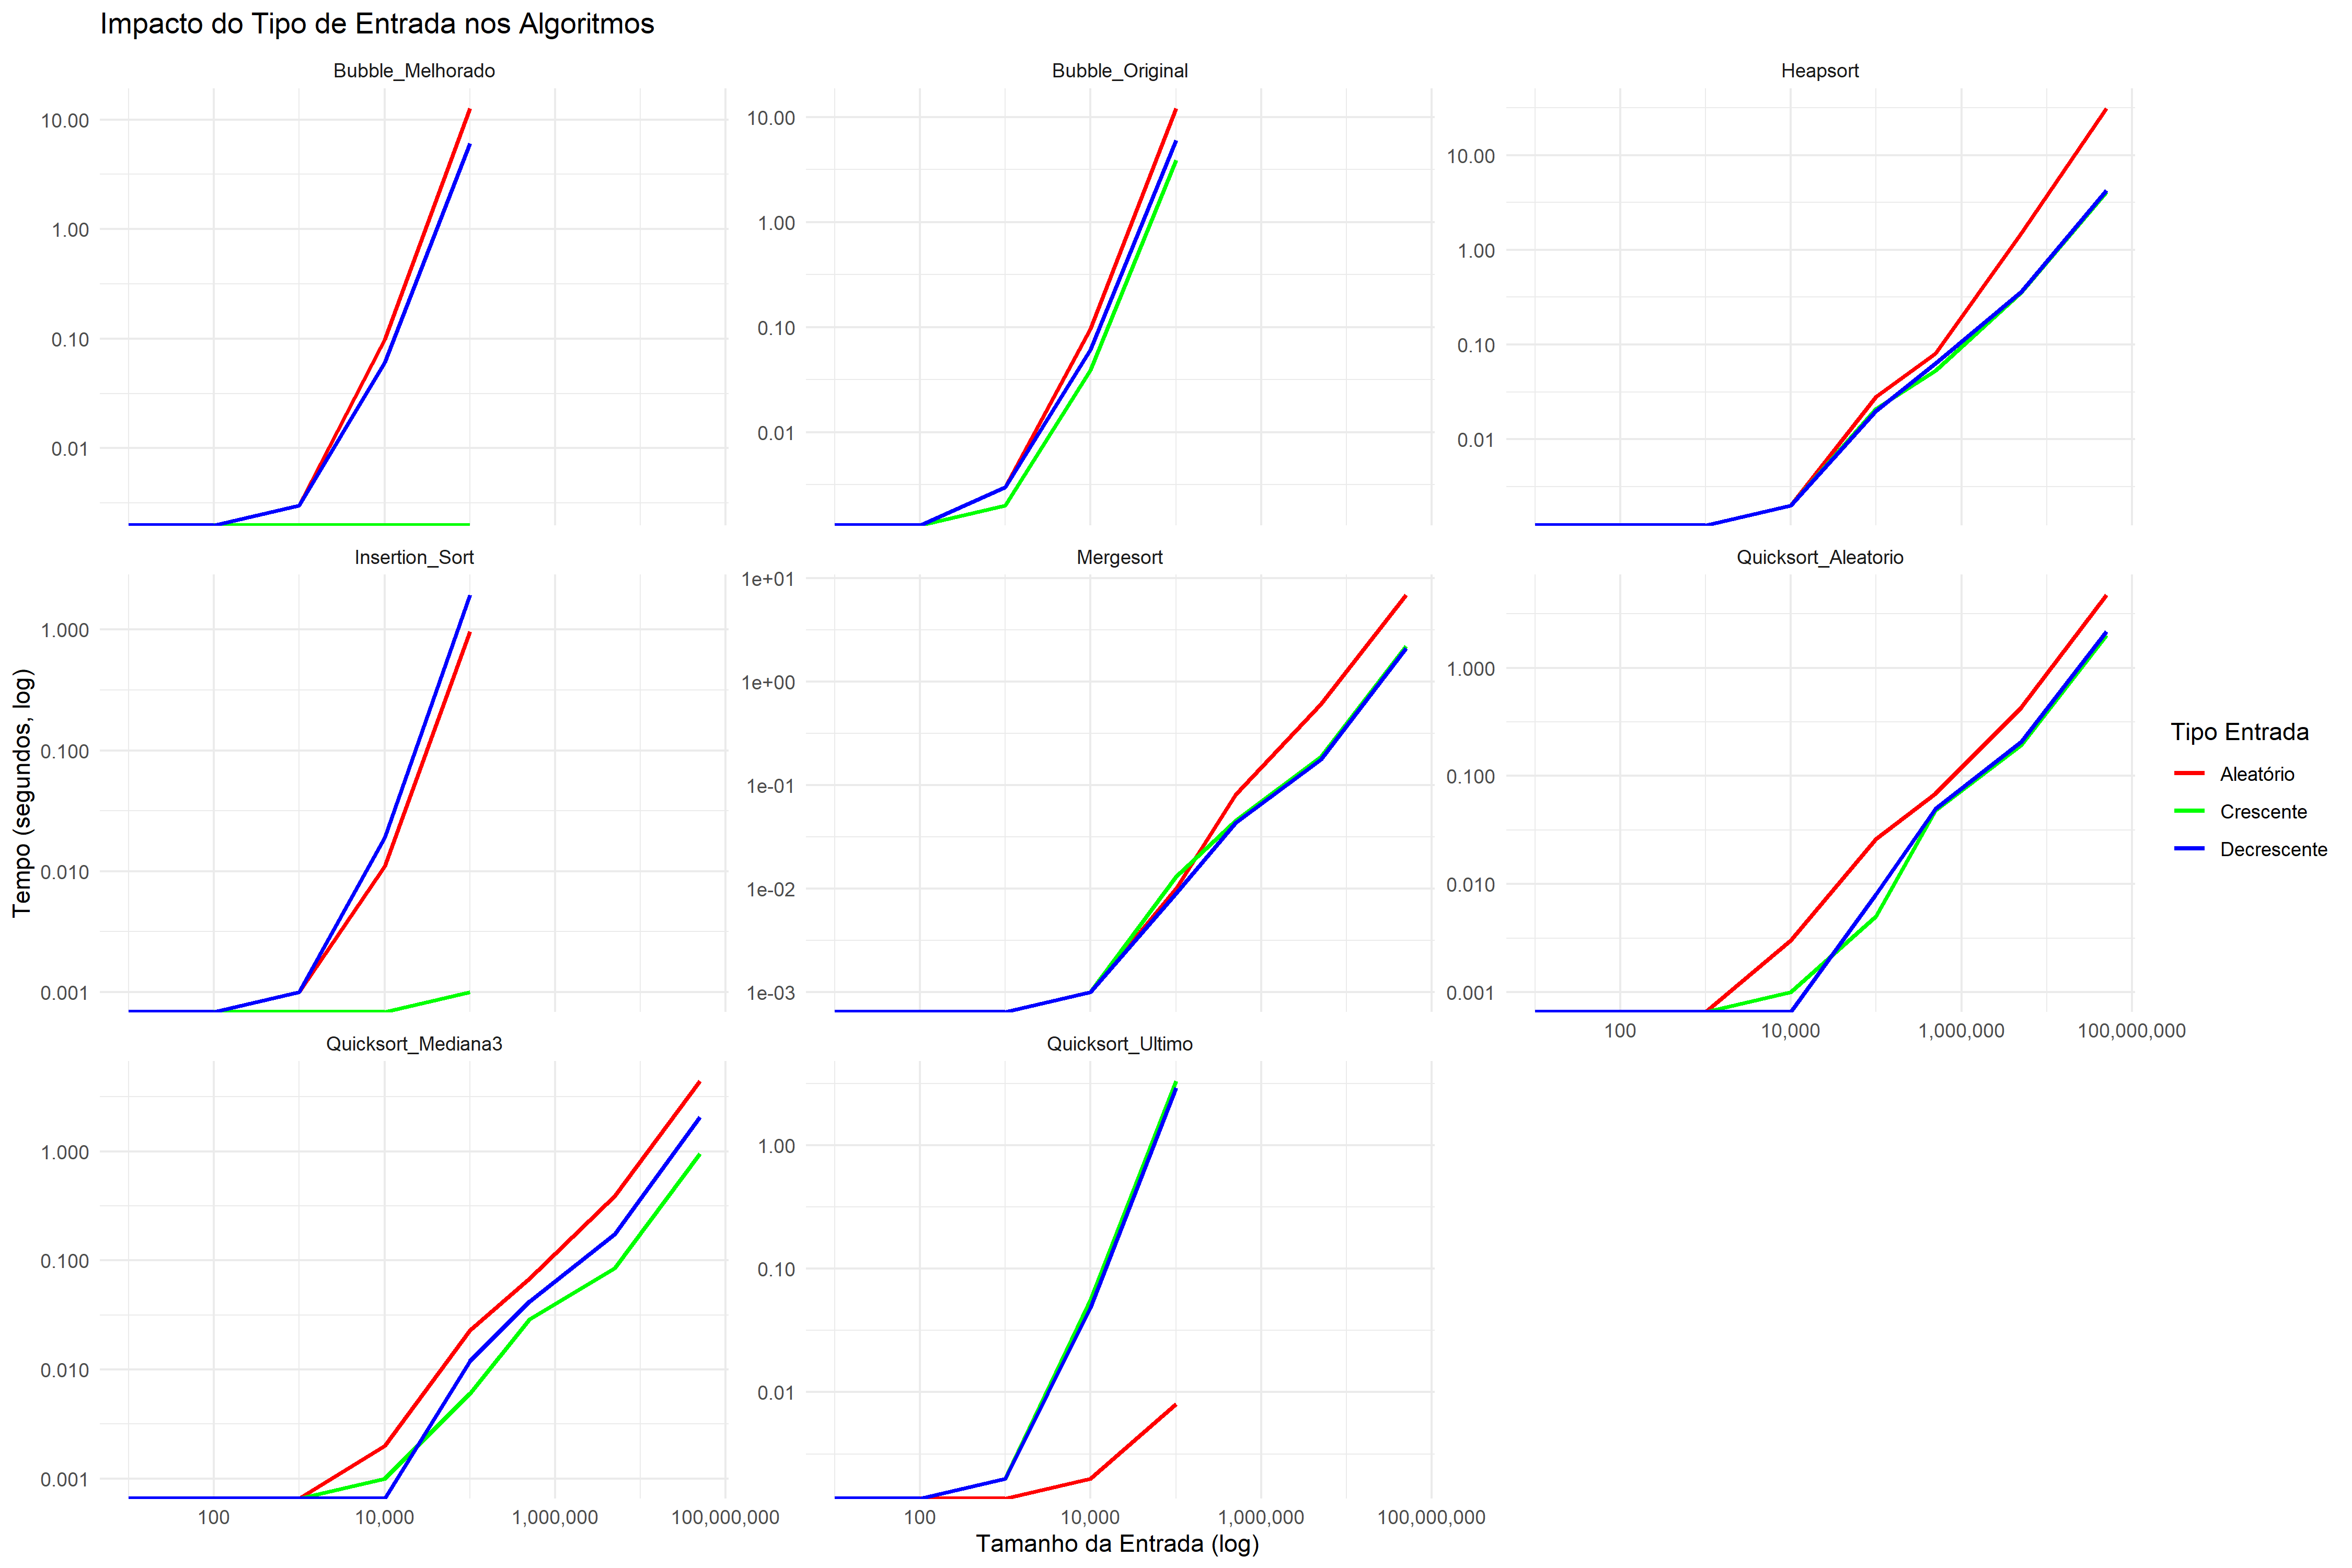 Impacto do Tipo de Entrada nos Algoritmos
Bubble_Melhorado
10.00
1.00
0.10
0.01
Bubble_Original
10.00
1.00
0.10
0.01
Heapsort
10.00
1.00
0.10
0.01
Insertion_Sort
1.000
0.100
0.010
0.001
Mergesort
1e+01
1e+00
1e-01
1e-02
1e-03
Quicksort_Aleatorio
1.000
0.100
0.010
0.001
100 10,000 1,000,000 100,000,000
Quicksort_Mediana3
1.000
0.100
0.010
0.001
100 10,000 1,000,000 100,000,000
Quicksort_Ultimo
1.00
0.10
0.01
100 10,000 1,000,000 100,000,000
Tempo (segundos, log)
Tamanho da Entrada (log)
Tipo Entrada
Aleatório
Crescente
Decrescente